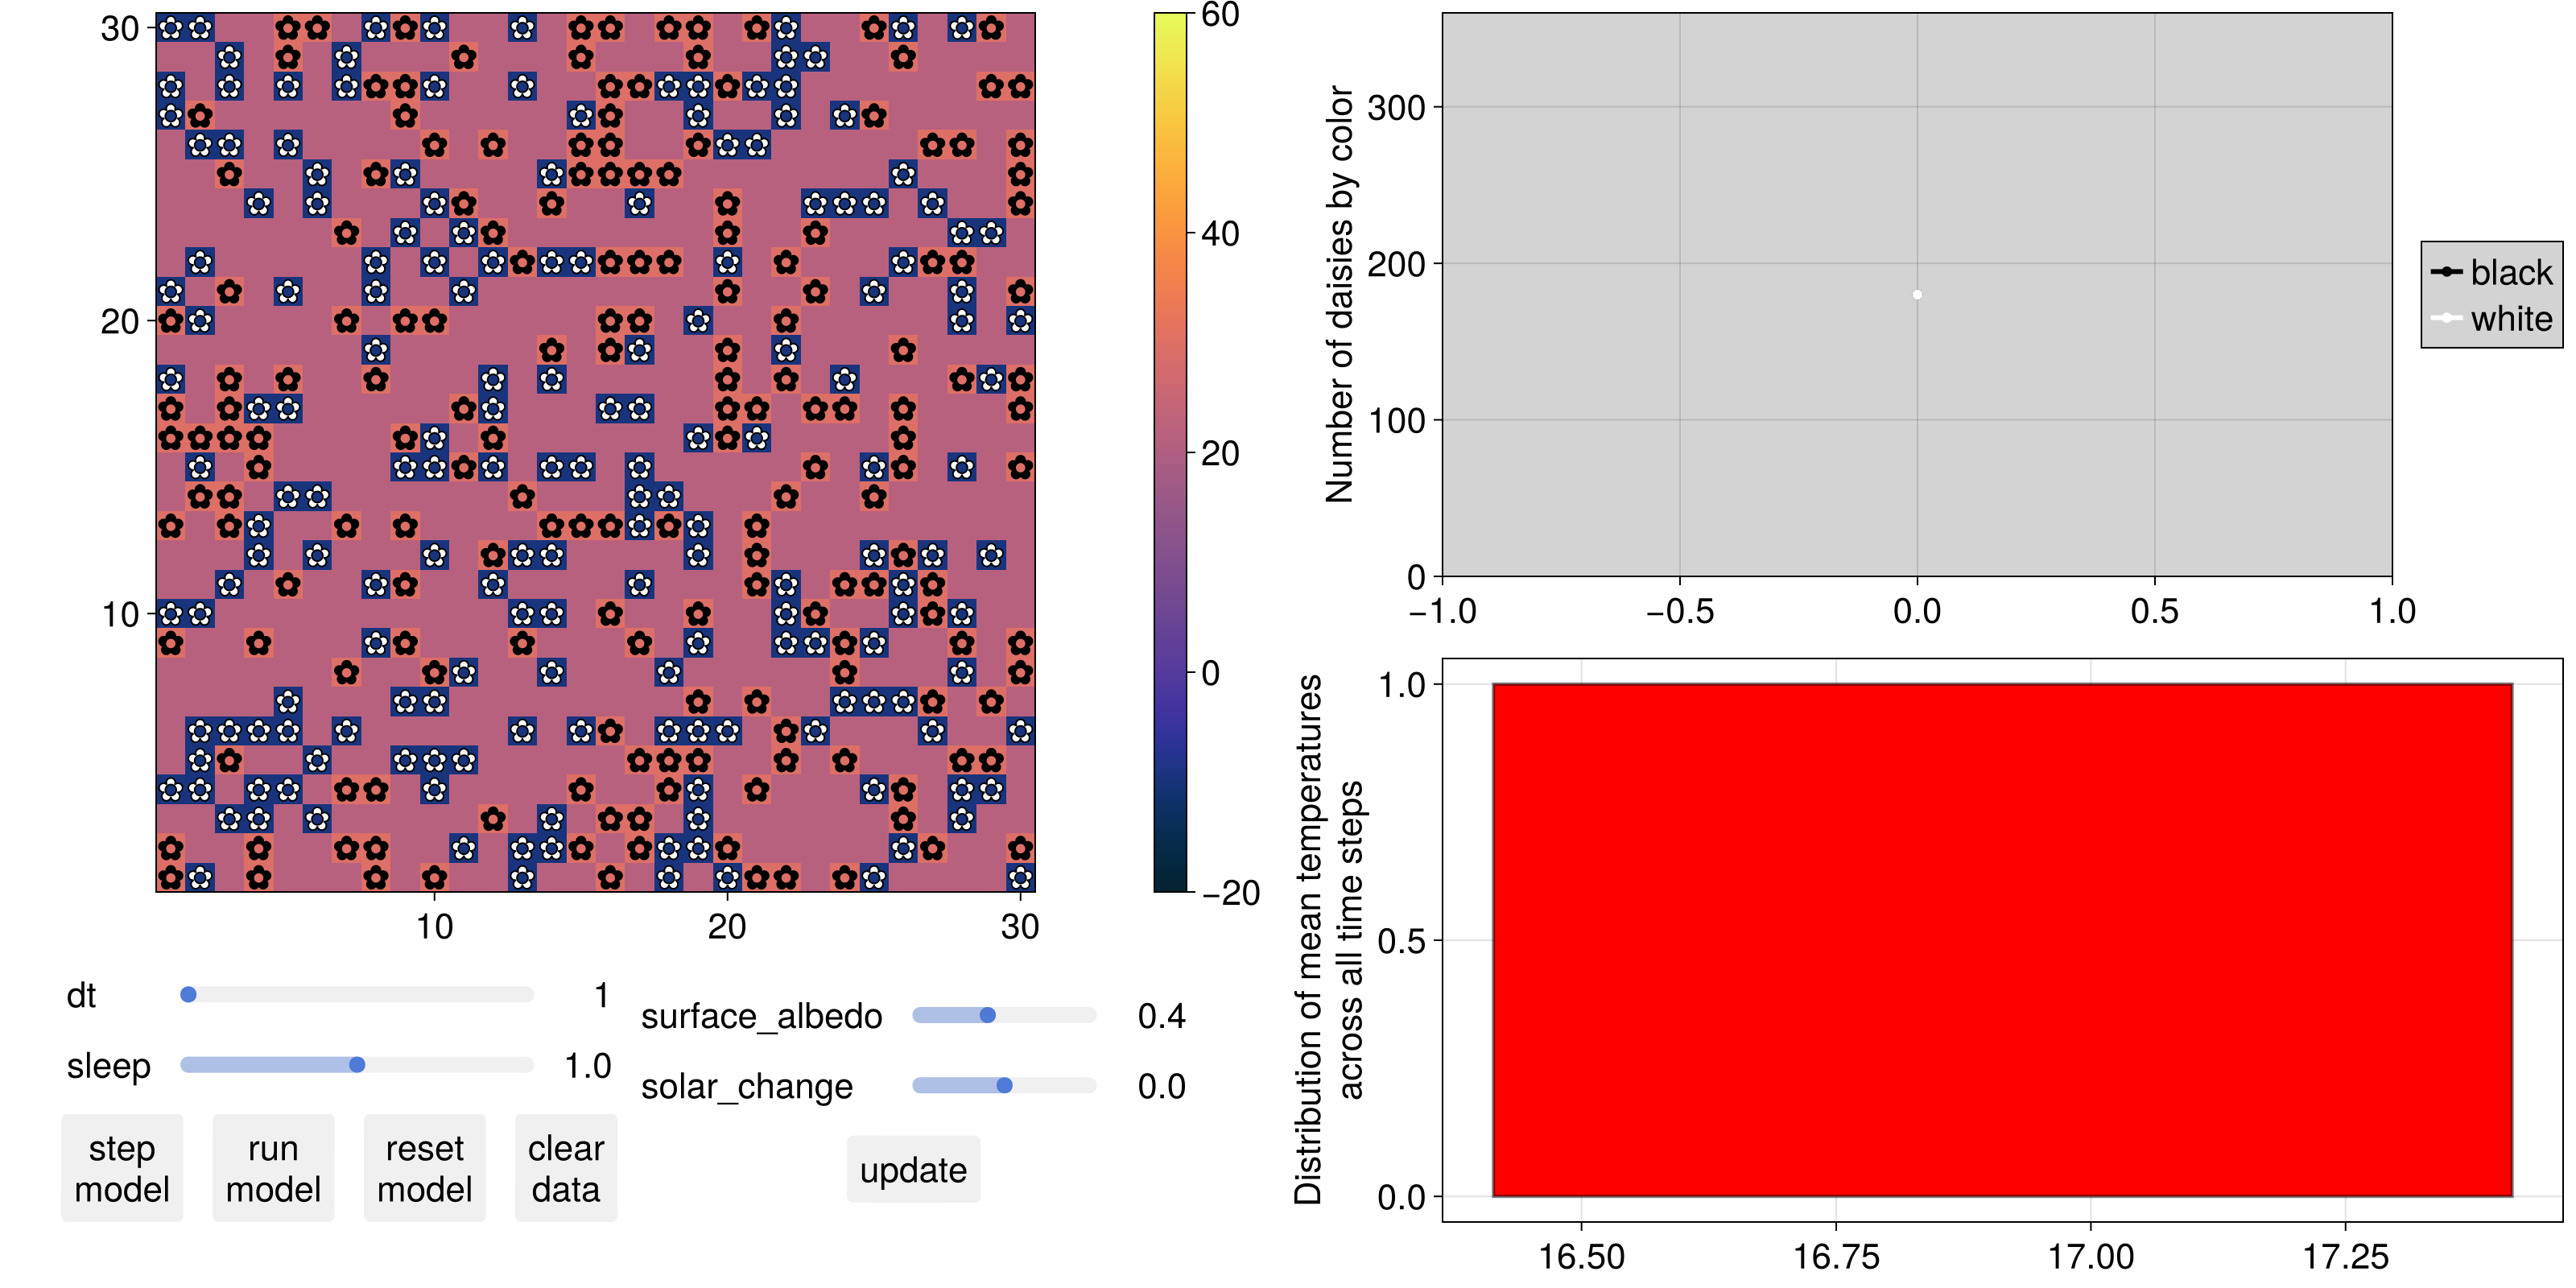 30
20
10
10
20
30
60
40
20
0
−20
Number of daisies by color
300
200
100
0
−1.0
−0.5
0.0
0.5
1.0
black
white
Distribution of mean temperatures
across all time steps
1.0
0.5
0.0
16.50
16.75
17.00
17.25
dt 1
sleep 1.0
surface_albedo 0.4
solar_change 0.0
step
model
run
model
reset
model
clear
data
update